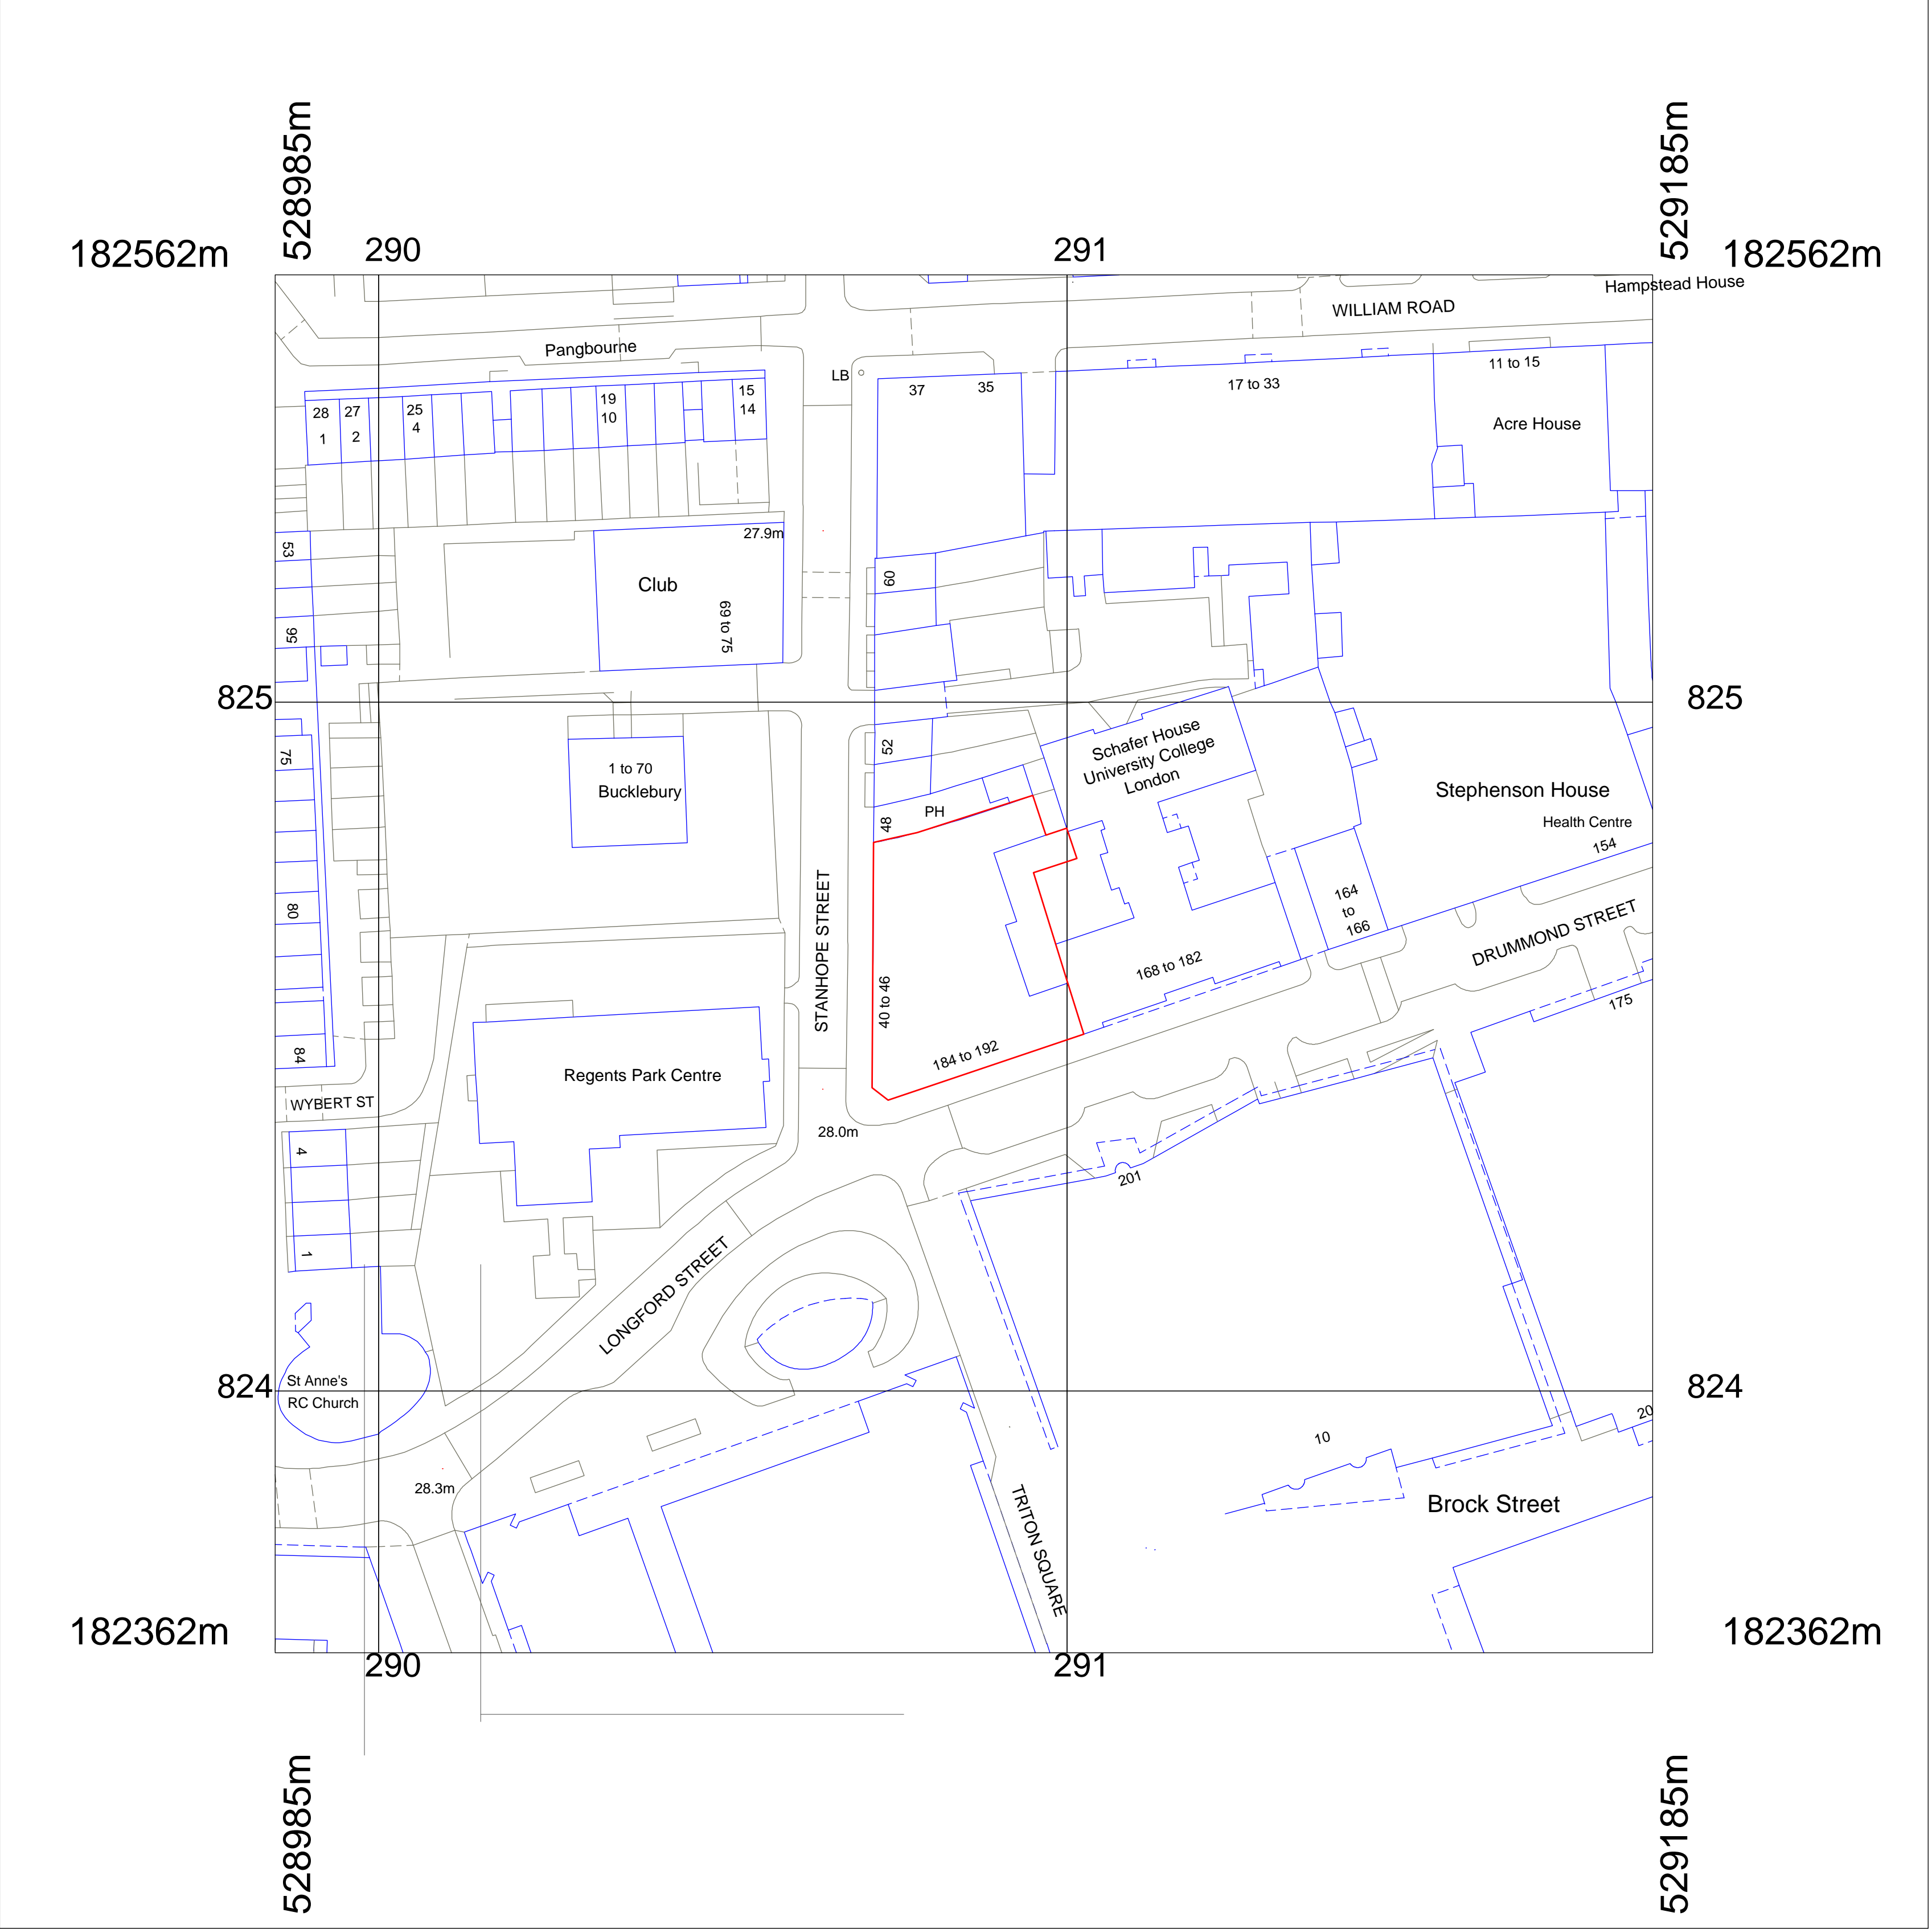 528985m
529185m
182562m
290
291
182562m
Hampstead House
WILLIAM ROAD
Pangbourne
11 to 15
LB
37
35
17 to 33
28
27
25
19
15
1
2
4
10
14
Acre House
27.9m
53
Club
60
69 to 75
95
825
825
52
75
Schafer House
University College
London
1 to 70
Bucklebury
Stephenson House
PH
48
Health Centre
154
STANHOPE STREET
164
to
166
80
DRUMMOND STREET
168 to 182
40 to 46
175
184 to 192
84
Regents Park Centre
WYBERT ST
28.0m
4
201
1
LONGFORD STREET
St Anne's
RC Church
824
824
20
10
28.3m
Brock Street
TRITON SQUARE
182362m
182362m
290
291
528985m
529185m